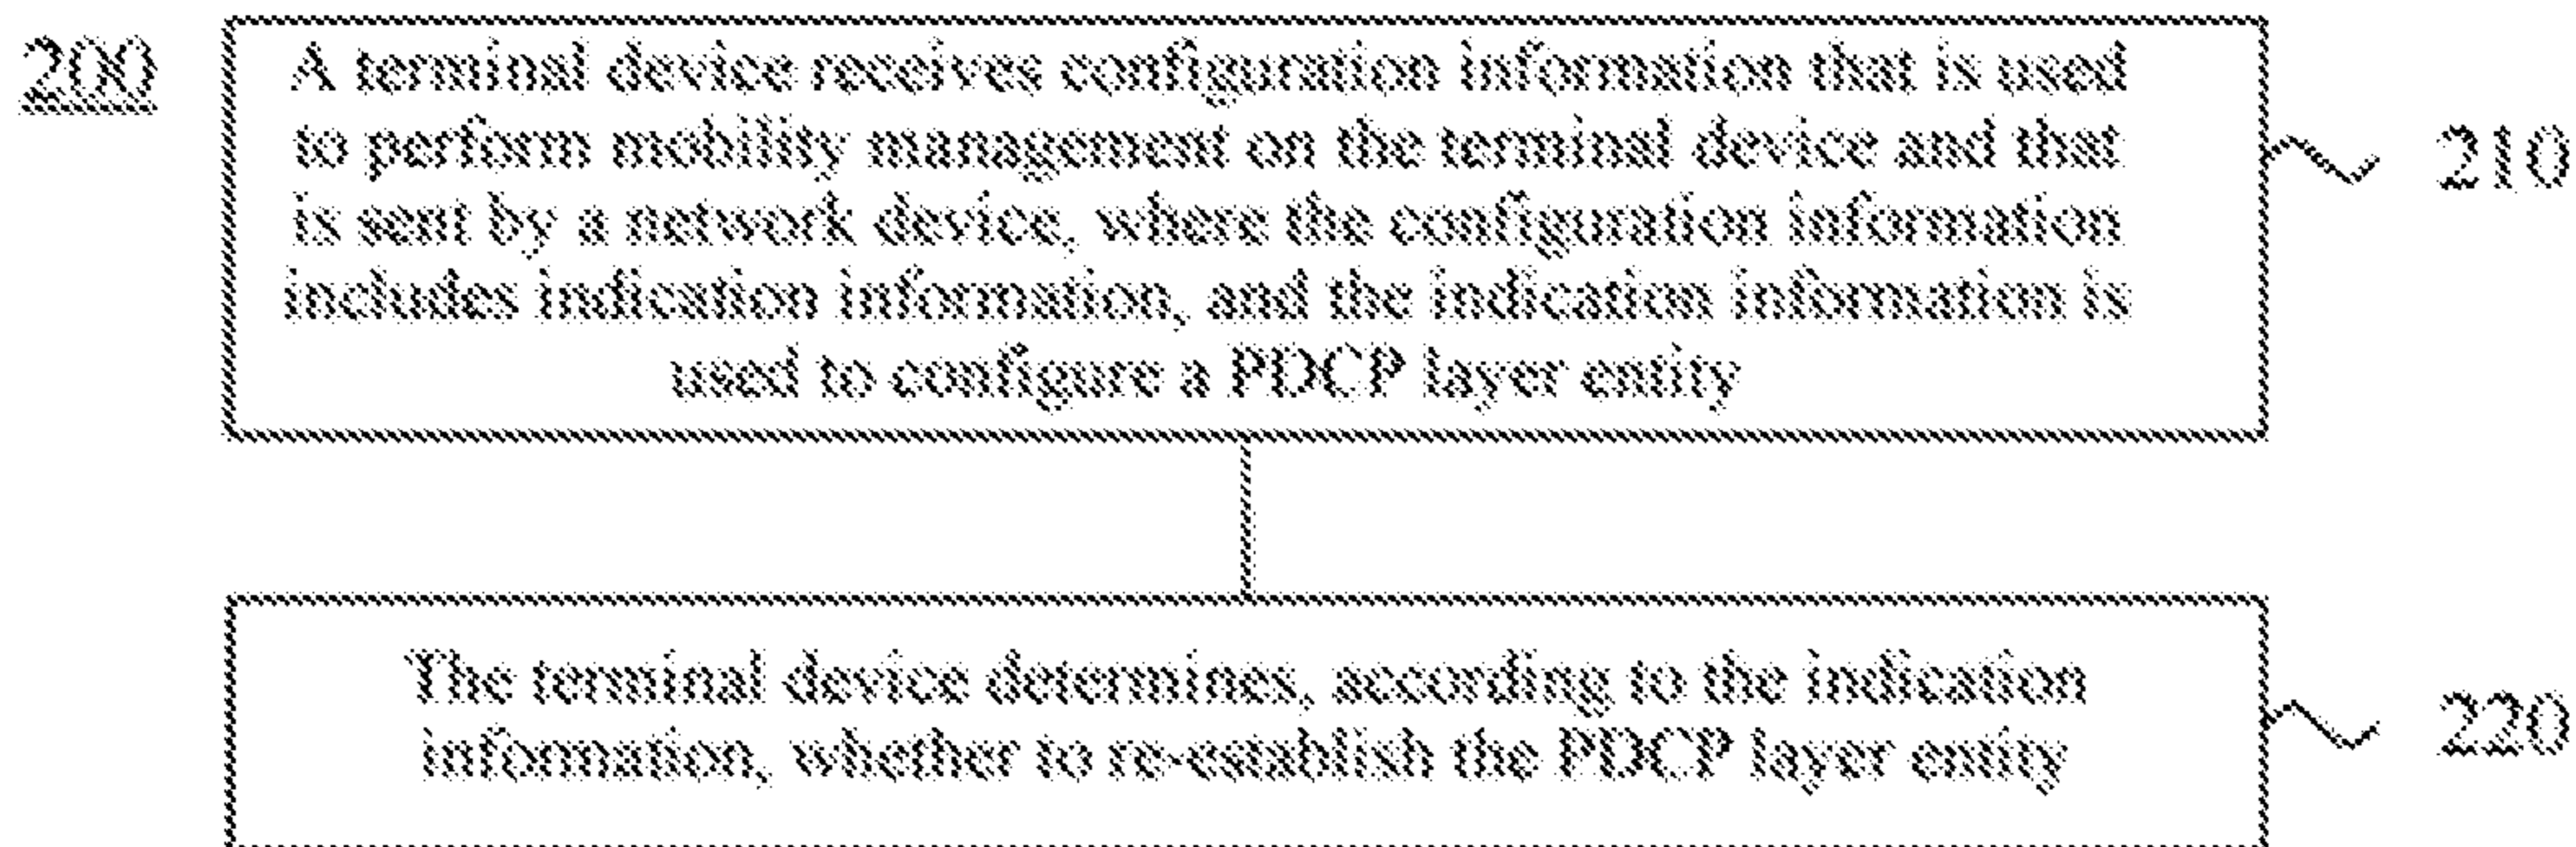 200
A terminal device receives configuration information that is used
to perform mobility management on the terminal device and that
is sent by a network device, where the configuration information
includes indication information, and the indication information is
used to configure a PDCP layer entity
210
The terminal device determines, according to the indication
information, whether to re-establish the PDCP layer entity
220